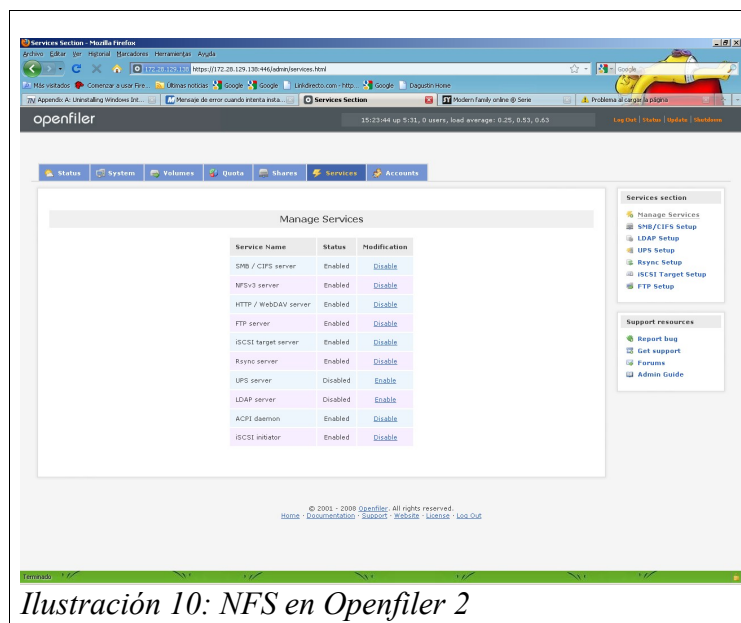 Services Section - Mozilla Firefox
Archivo Editar Ver Historial Marcadores Herramientas Ayuda
172.28.129.138 https://172.28.129.138:446/admin/services.html
Google
Más visitados Comenzar a usar Fire... Últimas noticias Google Google Linkdirecto.com - http... Google Dagustin Home
Appendix A: Uninstalling Windows Int... Mensaje de error cuando intenta insta... Services Section Modern family online @ Serie Problema al cargar la página
openfiler
15:23:44 up 5:31, 0 users, load average: 0.25, 0.53, 0.63
Log Out | Status | Update | Shutdown
Status System Volumes Quota Shares Services Accounts
Manage Services
Service Name Status Modification
SMB / CIFS server Enabled Disable
NFSv3 server Enabled Disable
HTTP / WebDAV server Enabled Disable
FTP server Enabled Disable
iSCSI target server Enabled Disable
Rsync server Enabled Disable
UPS server Disabled Enable
LDAP server Disabled Enable
ACPI daemon Enabled Disable
iSCSI initiator Enabled Disable
Services section
Manage Services
SMB/CIFS Setup
LDAP Setup
UPS Setup
Rsync Setup
iSCSI Target Setup
FTP Setup
Support resources
Report bug
Get support
Forums
Admin Guide
© 2001 - 2008 Openfiler. All rights reserved.
Home · Documentation · Support · Website · License · Log Out
Terminado
Ilustración 10: NFS en Openfiler 2